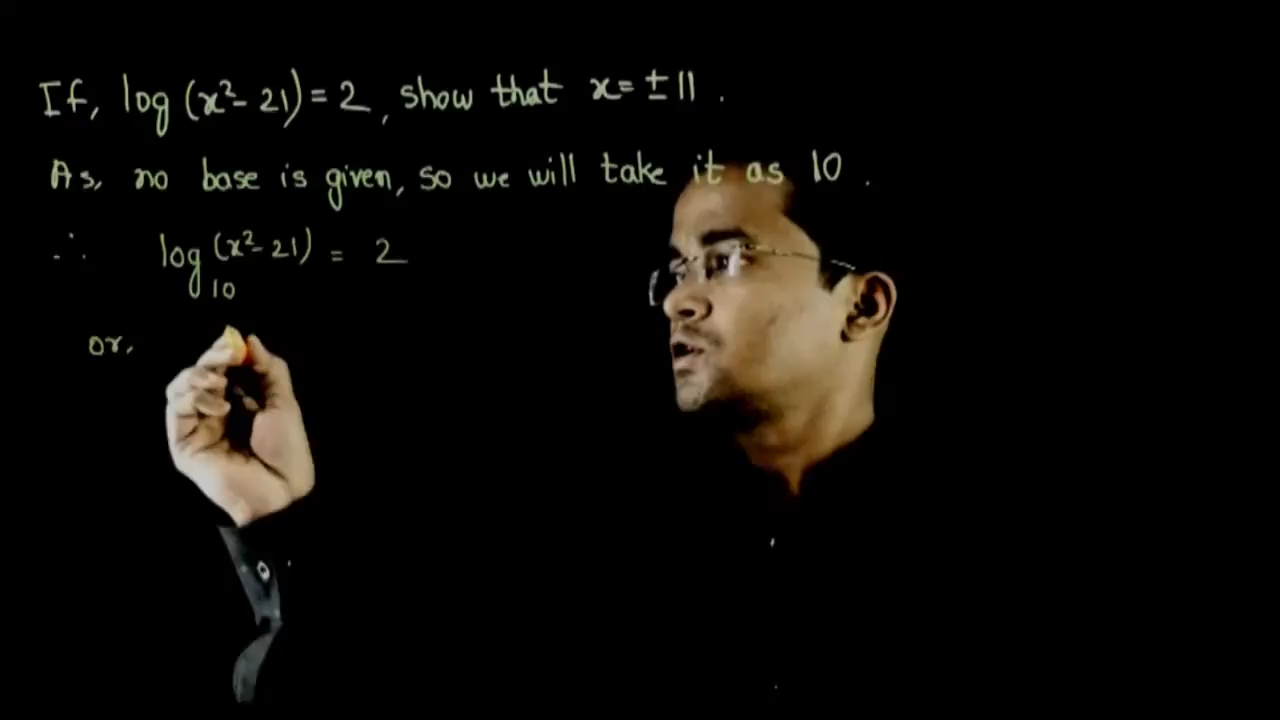 If, log (x²- 21) = 2, show that x= ± 11.
As, no base is given, so we will take it as 10.
∴ log₁₀(x²- 21) = 2
or,